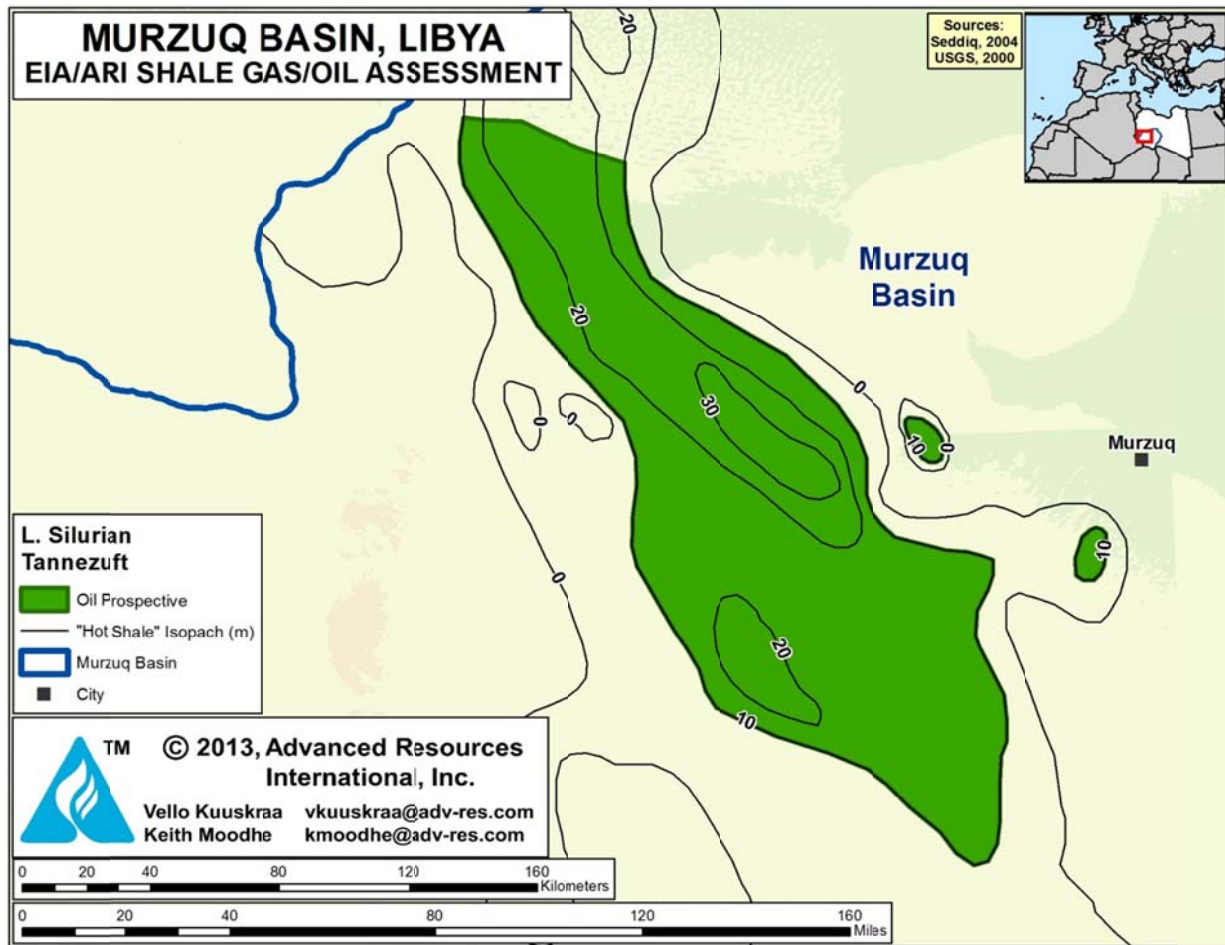 MURZUQ BASIN, LIBYA
EIA/ARI SHALE GAS/OIL ASSESSMENT
Sources:
Seddiq, 2004
USGS, 2000
20
Murzuq
Basin
20
30
0
0
0
10
0
Murzuq
10
0
20
10
L. Silurian
Tannezuft
Oil Prospective
"Hot Shale" Isopach (m)
Murzuq Basin
City
TM
© 2013, Advanced Resources
International, Inc.
Vello Kuuskraa vkuuskraa@adv-res.com
Keith Moodhe kmoodhe@adv-res.com
0 20 40 80 120 160
Kilometers
0 20 40 80 120 160
Miles